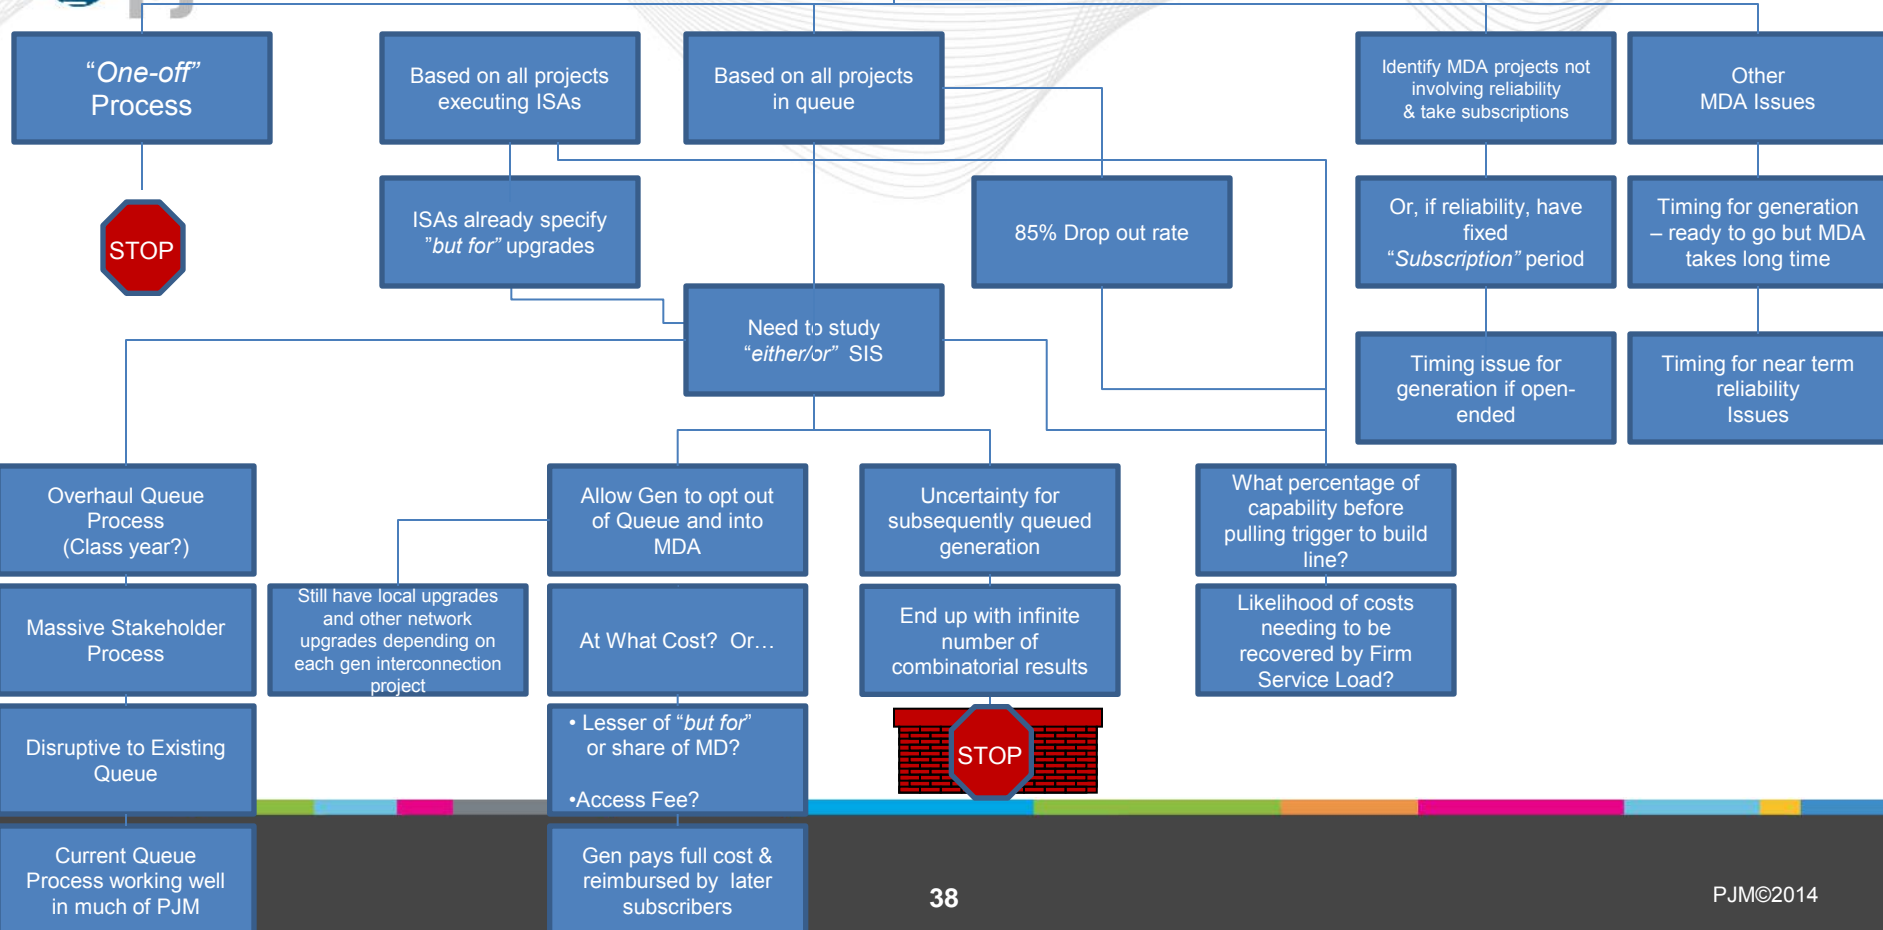 “One-off”
Process
Based on all projects
executing ISAs
Based on all projects
in queue
Identify MDA projects not
involving reliability
& take subscriptions
Other
MDA Issues
STOP
ISAs already specify
”but for” upgrades
85% Drop out rate
Or, if reliability, have
fixed
“Subscription” period
Timing for generation
– ready to go but MDA
takes long time
Need to study
“either/or” SIS
Timing issue for
generation if open-
ended
Timing for near term
reliability
Issues
Overhaul Queue
Process
(Class year?)
Allow Gen to opt out
of Queue and into
MDA
Uncertainty for
subsequently queued
generation
What percentage of
capability before
pulling trigger to build
line?
Massive Stakeholder
Process
Still have local upgrades
and other network
upgrades depending on
each gen interconnection
project
At What Cost? Or…
End up with infinite
number of
combinatorial results
Likelihood of costs
needing to be
recovered by Firm
Service Load?
Disruptive to Existing
Queue
• Lesser of “but for”
or share of MD?
•Access Fee?
STOP
Current Queue
Process working well
in much of PJM
Gen pays full cost &
reimbursed by later
subscribers
38
PJM©2014